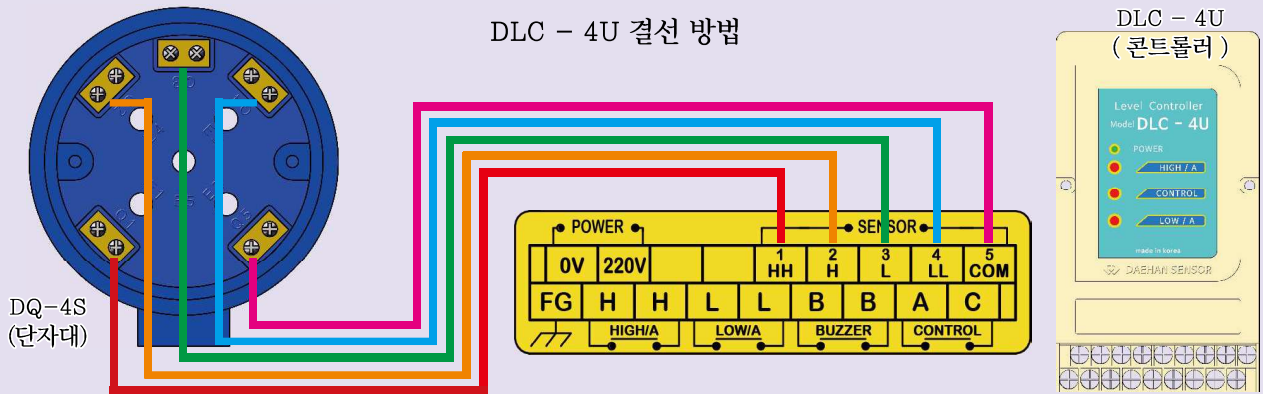 DLC - 4U 결선 방법
DLC - 4U
( 콘트롤러 )
DQ-4S
(단자대)
POWER
SENSOR
0V 220V 1 HH 2 H 3 L 4 LL 5 COM
FG H H L L B B A C
HIGH/A LOW/A BUZZER CONTROL
Level Controller
Model DLC - 4U
POWER
HIGH / A
CONTROL
LOW / A
made in korea
DAEHAN SENSOR